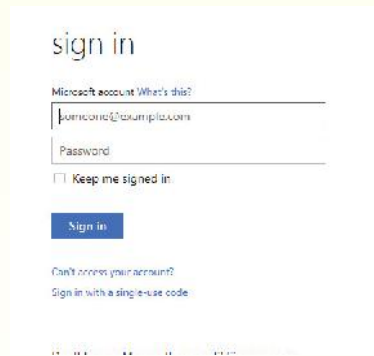 sign in
Microsoft account What's this?
someone@example.com
Password
Keep me signed in
Sign in
Can't access your account?
Sign in with a single-use code